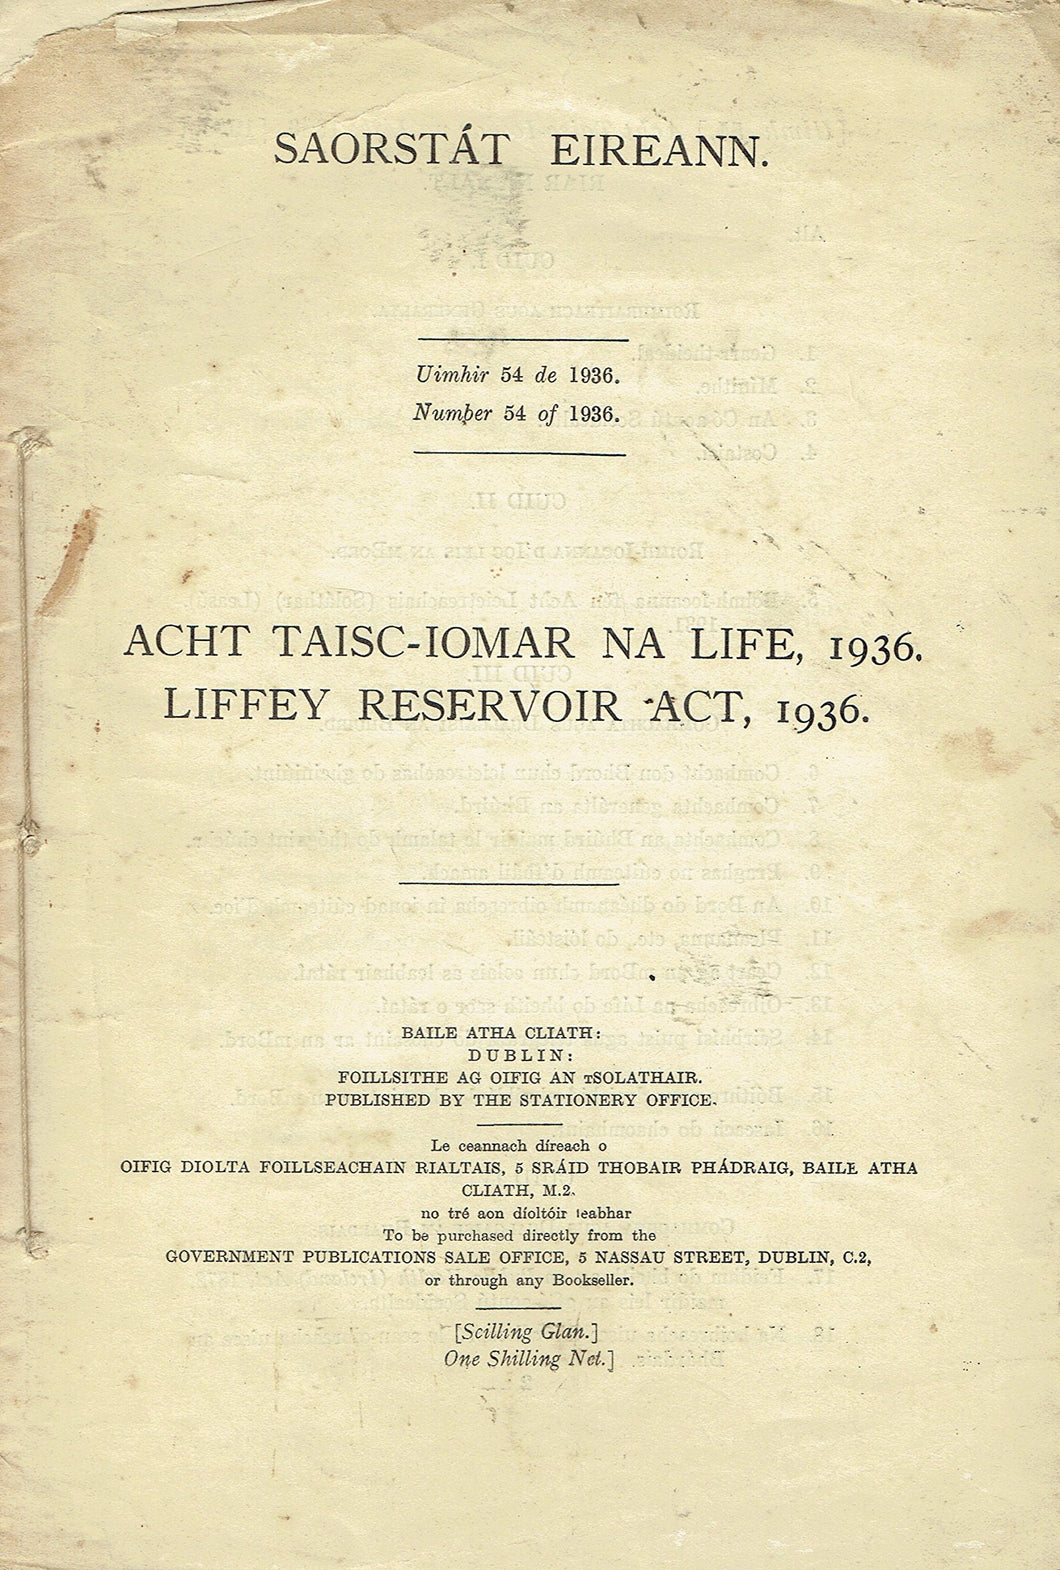 SAORSTÁT EIREANN.
Uimhir 54 de 1936.
Number 54 of 1936.
ACHT TAISC-IOMAR NA LIFE, 1936.
LIFFEY RESERVOIR ACT, 1936.
BAILE ATHA CLIATH:
DUBLIN:
FOILLSITHE AG OIFIG AN TSOLATHAIR.
PUBLISHED BY THE STATIONERY OFFICE.
Le ceannach díreach o
OIFIG DIOLTA FOILLSEACHAIN RIALTAIS, 5 SRÁID THOBAIR PHÁDRAIG, BAILE ATHA
CLIATH, M.2.
no tré aon díoltóir leabhar
To be purchased directly from the
GOVERNMENT PUBLICATIONS SALE OFFICE, 5 NASSAU STREET, DUBLIN, C.2,
or through any Bookseller.
[Scilling Glan.]
One Shilling Net.]